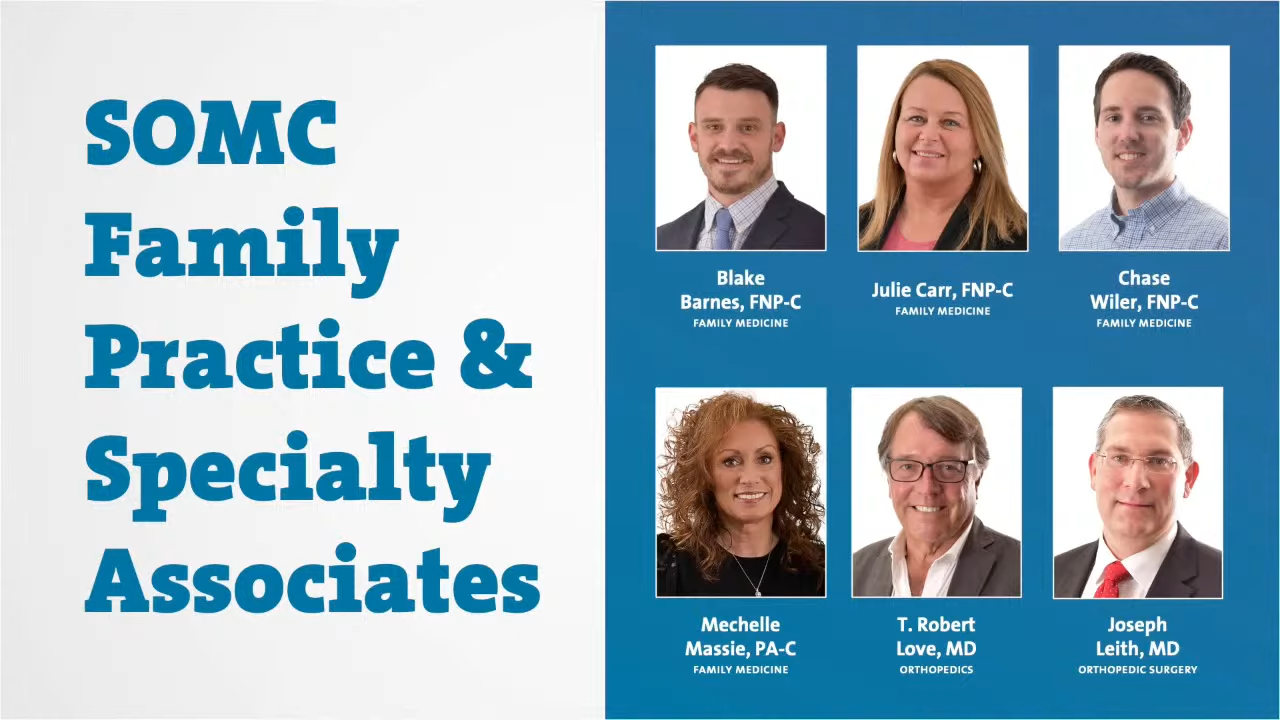 SOMC
Family
Practice &
Specialty
Associates
Blake
Barnes, FNP-C
FAMILY MEDICINE
Julie Carr, FNP-C
FAMILY MEDICINE
Chase
Wiler, FNP-C
FAMILY MEDICINE
Mechelle
Massie, PA-C
FAMILY MEDICINE
T. Robert
Love, MD
ORTHOPEDICS
Joseph
Leith, MD
ORTHOPEDIC SURGERY